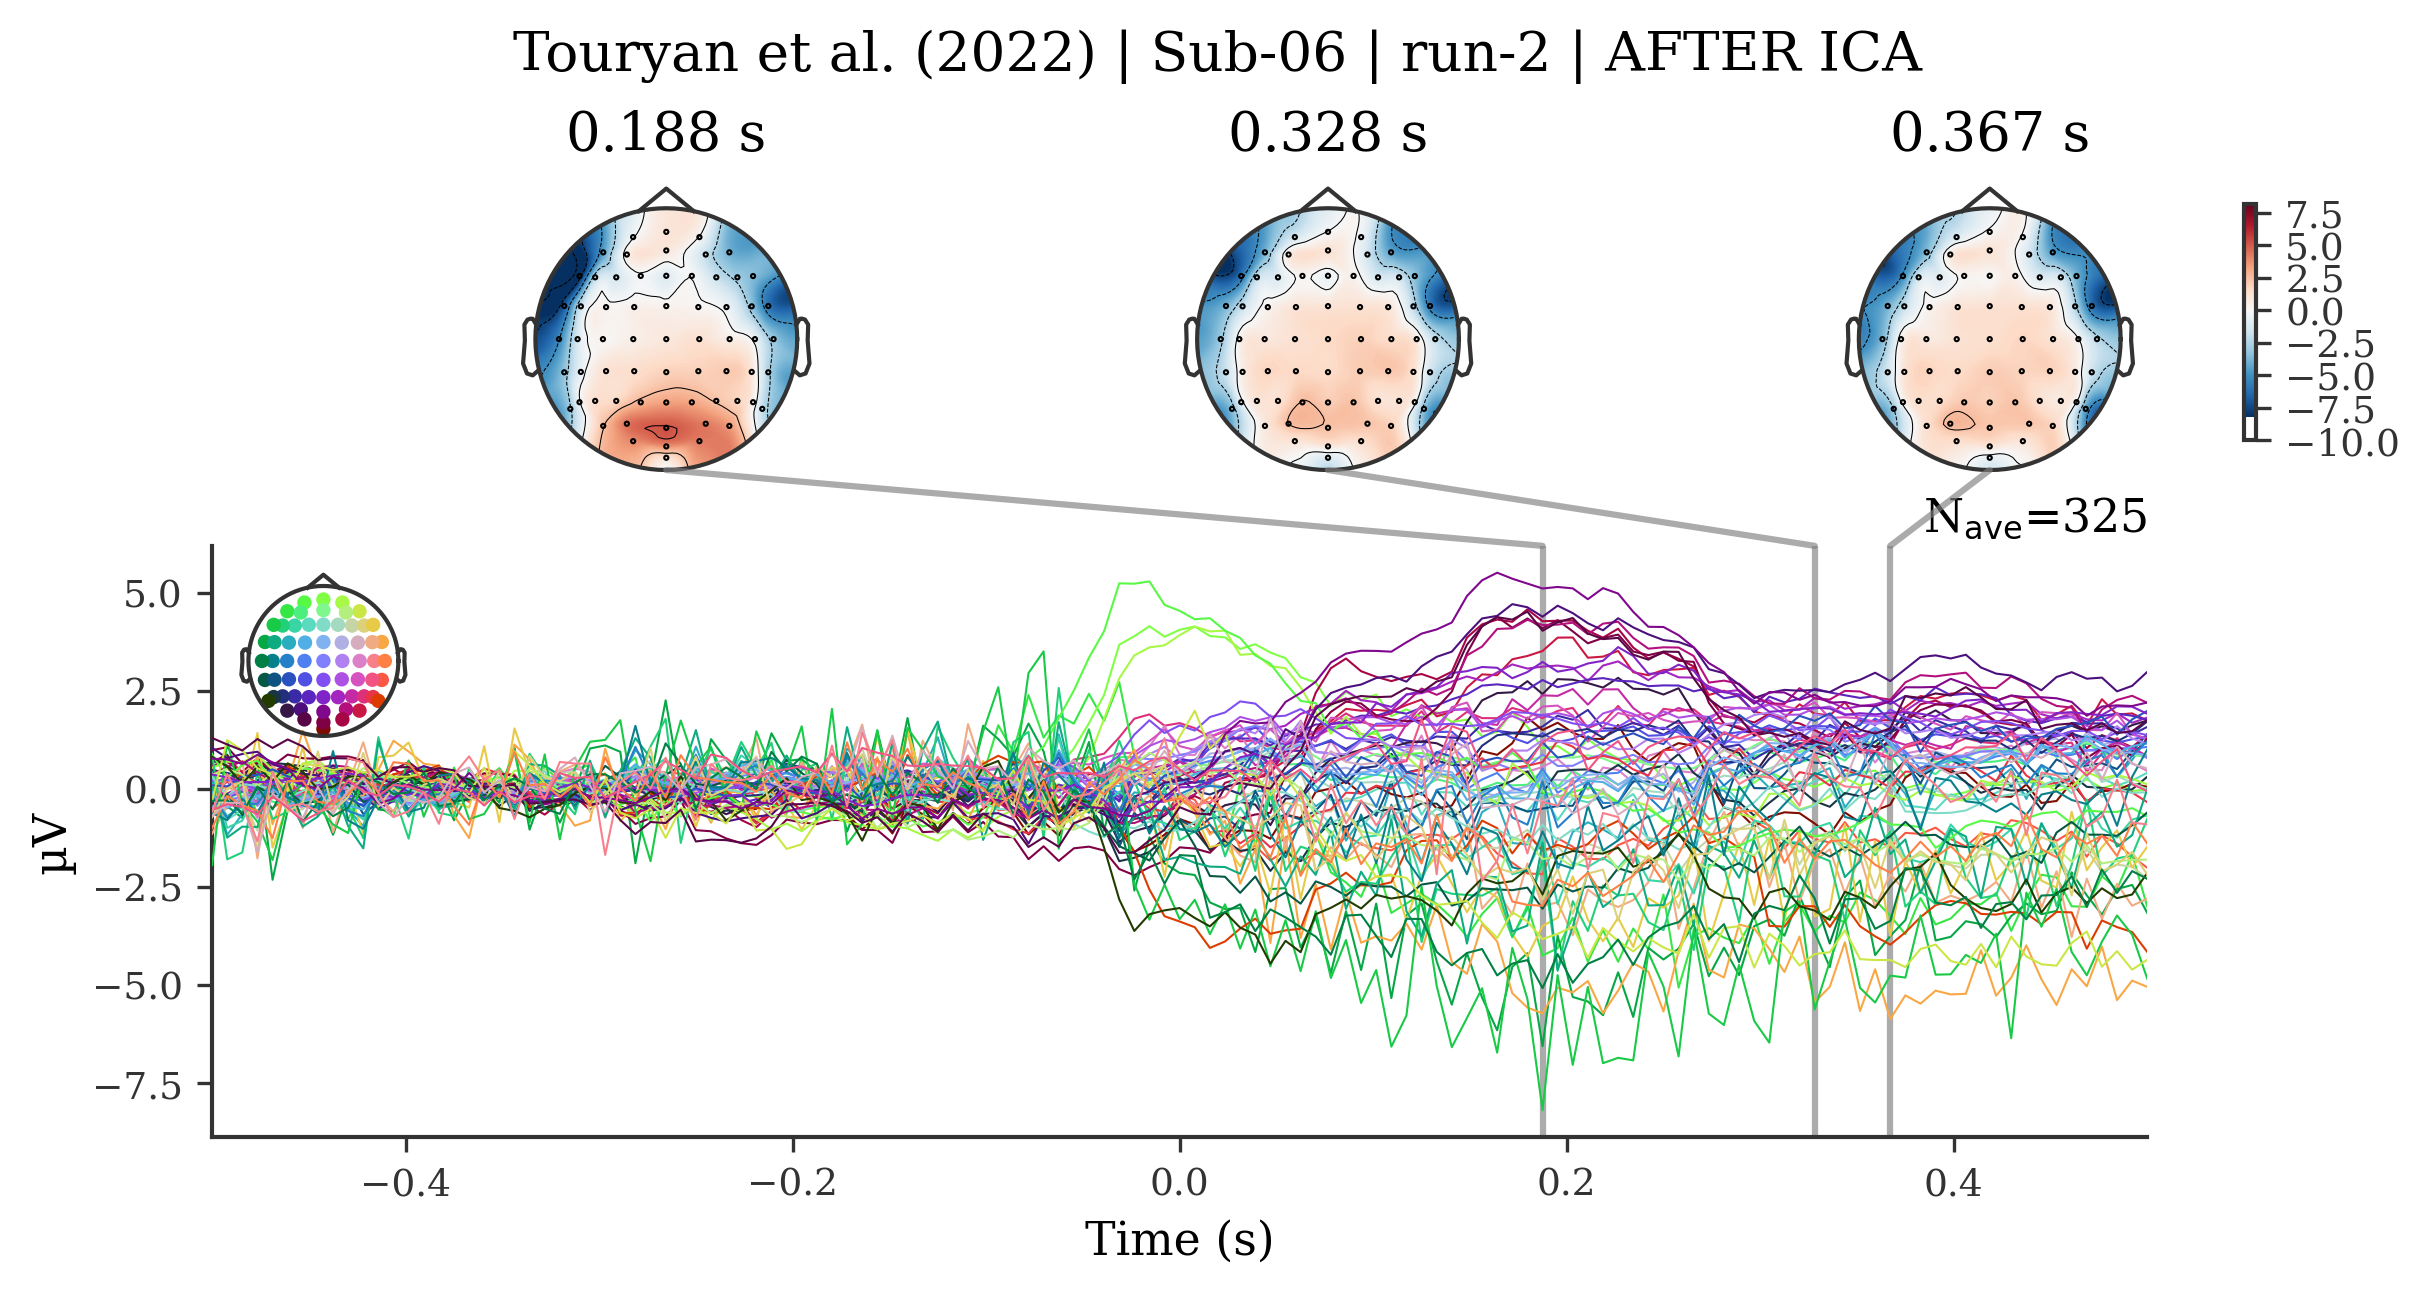 Touryan et al. (2022) | Sub-06 | run-2 | AFTER ICA
0.188 s
0.328 s
0.367 s
7.5
5.0
2.5
0.0
−2.5
−5.0
−7.5
−10.0
Nave=325
5.0
2.5
0.0
−2.5
−5.0
−7.5
µV
−0.4
−0.2
0.0
0.2
0.4
Time (s)